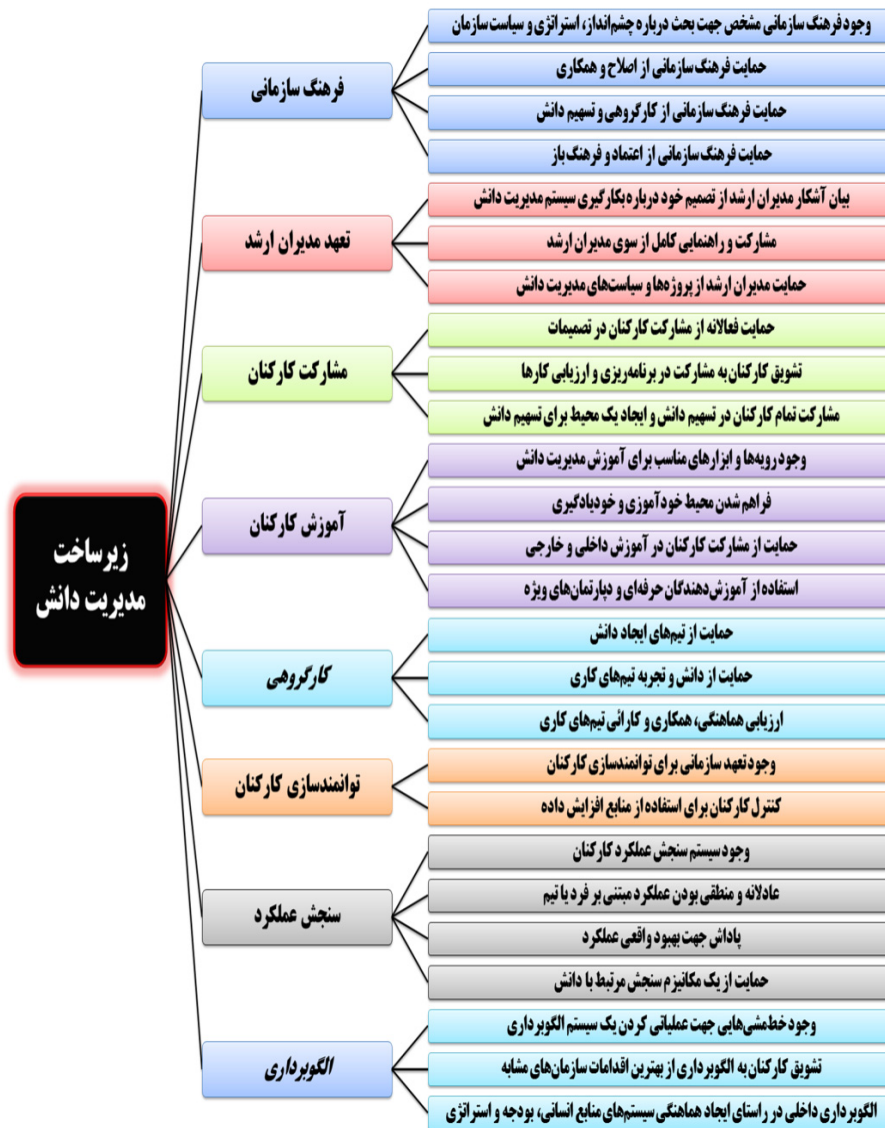 زیرساخت
مدیریت دانش
فرهنگ سازمانی
وجود فرهنگ سازمانی مشخص جهت بحث درباره چشم‌انداز، استراتژی و سیاست سازمان
حمایت فرهنگ سازمانی از اصلاح و همکاری
حمایت فرهنگ سازمانی از کارگروهی و تسهیم دانش
حمایت فرهنگ سازمانی از اعتماد و فرهنگ باز
تعهد مدیران ارشد
بیان آشکار مدیران ارشد از تصمیم خود درباره بکارگیری سیستم مدیریت دانش
مشارکت و راهنمایی کامل از سوی مدیران ارشد
حمایت مدیران ارشد از پروژه‌ها و سیاست‌های مدیریت دانش
مشارکت کارکنان
حمایت فعالانه از مشارکت کارکنان در تصمیمات
تشویق کارکنان به مشارکت در برنامه‌ریزی و ارزیابی کارها
مشارکت تمام کارکنان در تسهیم دانش و ایجاد یک محیط برای تسهیم دانش
آموزش کارکنان
وجود رویه‌ها و ابزارهای مناسب برای آموزش مدیریت دانش
فراهم شدن محیط خودآموزی و خودیادگیری
حمایت از مشارکت کارکنان در آموزش داخلی و خارجی
استفاده از آموزش‌دهندگان حرفه‌ای و دپارتمان‌های ویژه
کارگروهی
حمایت از تیم‌های ایجاد دانش
حمایت از دانش و تجربه تیم‌های کاری
ارزیابی هماهنگی، همکاری و کارائی تیم‌های کاری
توانمندسازی کارکنان
وجود تعهد سازمانی برای توانمندسازی کارکنان
کنترل کارکنان برای استفاده از منابع افزایش داده
سنجش عملکرد
وجود سیستم سنجش عملکرد کارکنان
عادلانه و منطقی بودن عملکرد مبتنی بر فرد یا تیم
پاداش جهت بهبود واقعی عملکرد
حمایت از یک مکانیزم سنجش مرتبط با دانش
الگوبرداری
وجود خط‌مشی‌هایی جهت عملیاتی کردن یک سیستم الگوبرداری
تشویق کارکنان به الگوبرداری از بهترین اقدامات سازمان‌های مشابه
الگوبرداری داخلی در راستای ایجاد هماهنگی سیستم‌های منابع انسانی، بودجه و استراتژی